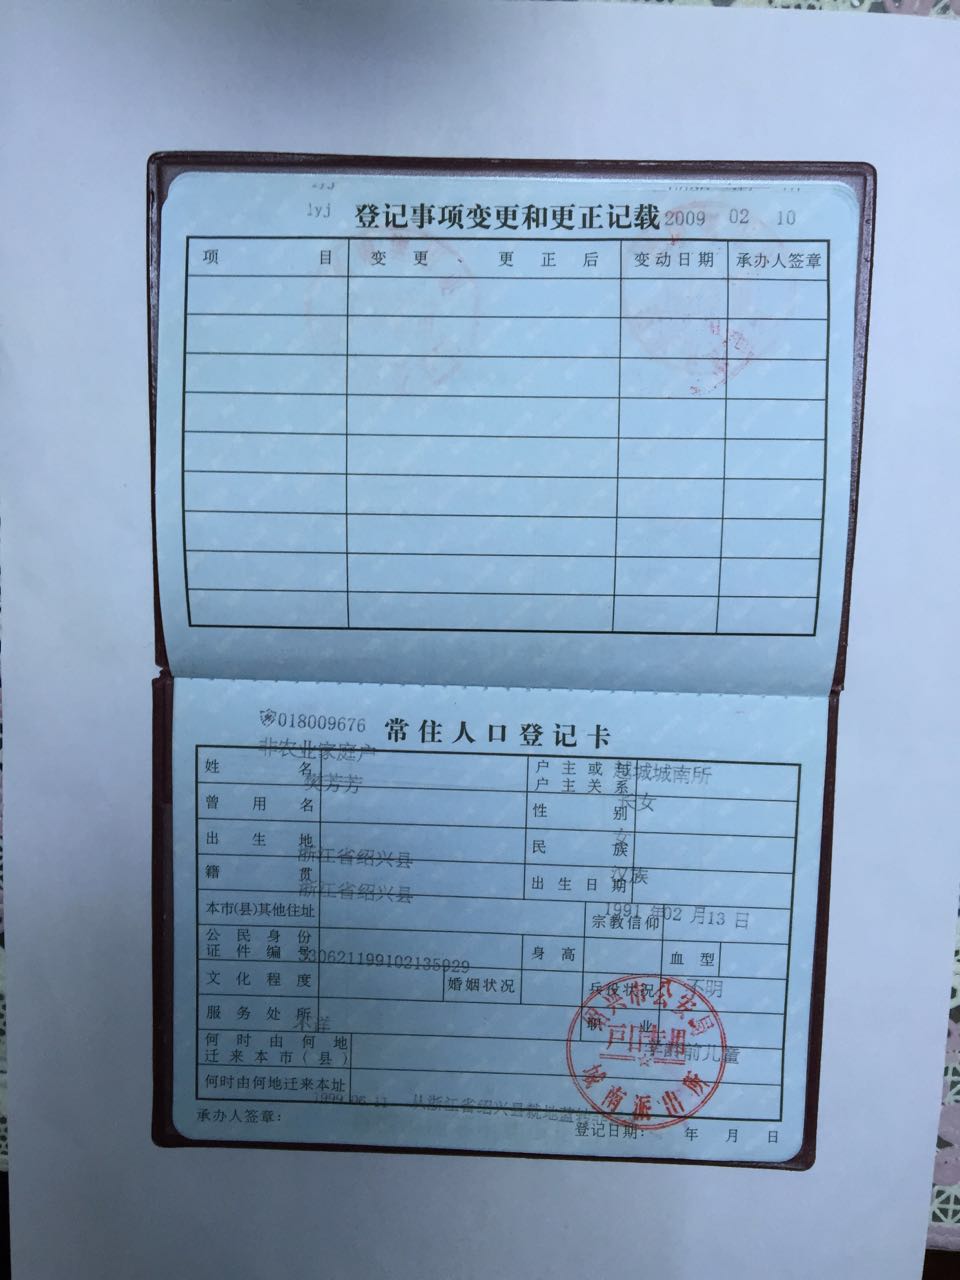 lyj 登记事项变更和更正记载 2009 02 10
项目 变更、更正后 变动日期 承办人签章
018009676 常住人口登记卡
非农业家庭户 越城城南所
姓名 樊芳芳 户主或与户主关系 长女
曾用名 性别 女
出生地 浙江省绍兴县 民族 汉族
籍贯 浙江省绍兴县 出生日期 1991年02月13日
本市(县)其他住址 宗教信仰
公民身份证件编号 330621199102135929 身高 血型 不明
文化程度 婚姻状况 兵役状况
服务处所 不详 职业 学龄前儿童
何时由何地迁来本市(县)
何时由何地迁来本址
1999 06 11 从浙江省绍兴县
承办人签章: 登记日期: 年 月 日
绍兴市公安局
户口专用
城南派出所